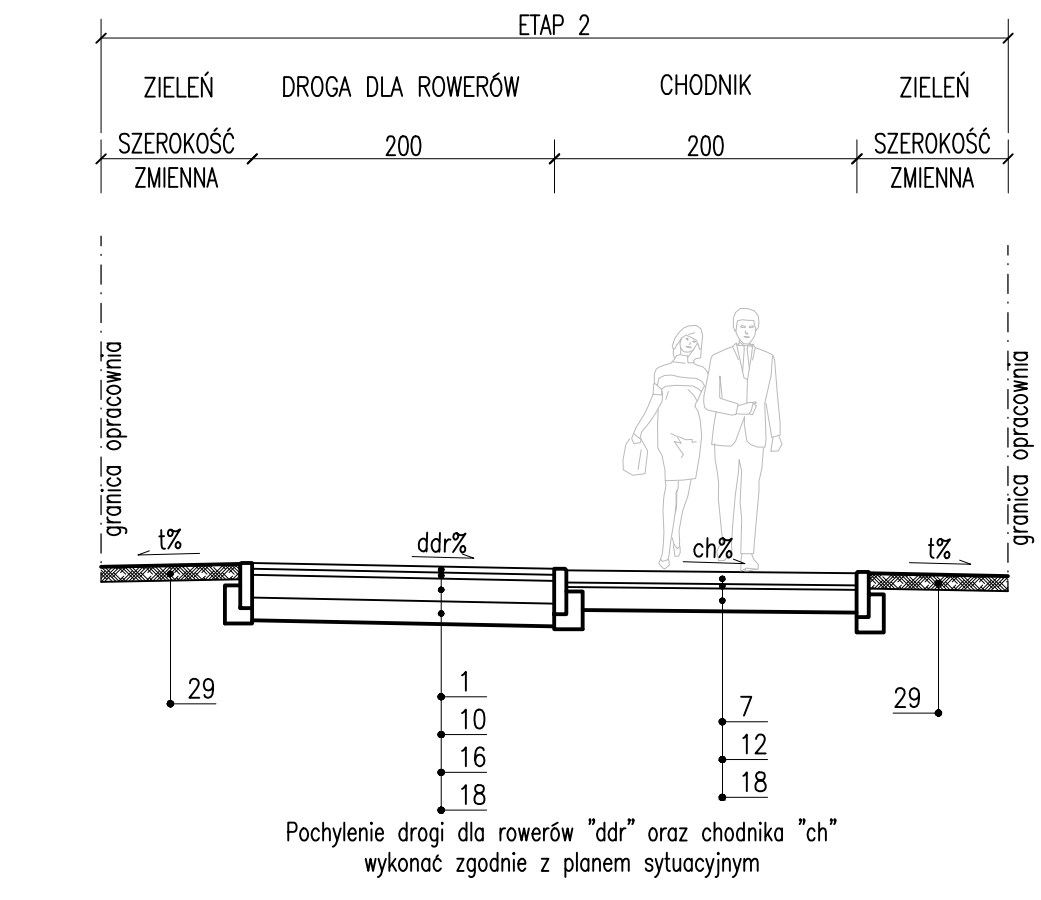 ETAP 2
ZIELEŃ DROGA DLA ROWERÓW CHODNIK ZIELEŃ
SZEROKOŚĆ 200 200 SZEROKOŚĆ
ZMIENNA ZMIENNA
granica opracownia
granica opracownia
t% ddr% ch% t%
29
1
10
16
18
7
12
18
29
Pochylenie drogi dla rowerów "ddr" oraz chodnika "ch"
wykonać zgodnie z planem sytuacyjnym